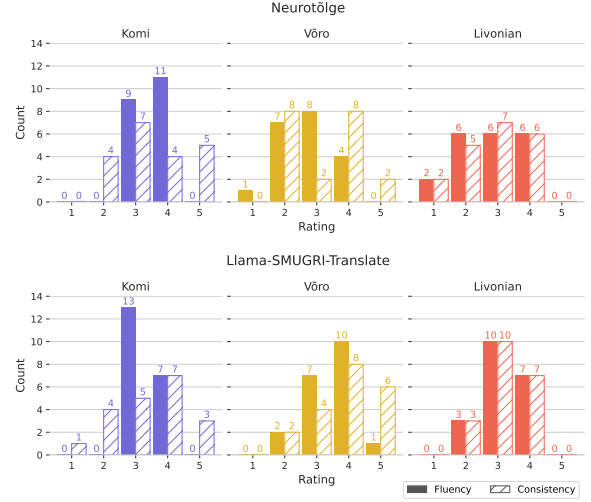 Neurotõlge
Komi Võro Livonian
Count
14
12
10
8
6
4
2
0
0 0 0 4 9 7 11 4 0 5
1 0 7 8 8 2 4 8 0 2
2 2 6 5 6 7 6 6 0 0
1 2 3 4 5 1 2 3 4 5 1 2 3 4 5
Rating
Llama-SMUGRI-Translate
Komi Võro Livonian
Count
14
12
10
8
6
4
2
0
0 1 0 4 13 5 7 7 0 3
0 0 2 2 7 4 10 8 1 6
0 0 3 3 10 10 7 7 0 0
1 2 3 4 5 1 2 3 4 5 1 2 3 4 5
Rating
Fluency Consistency